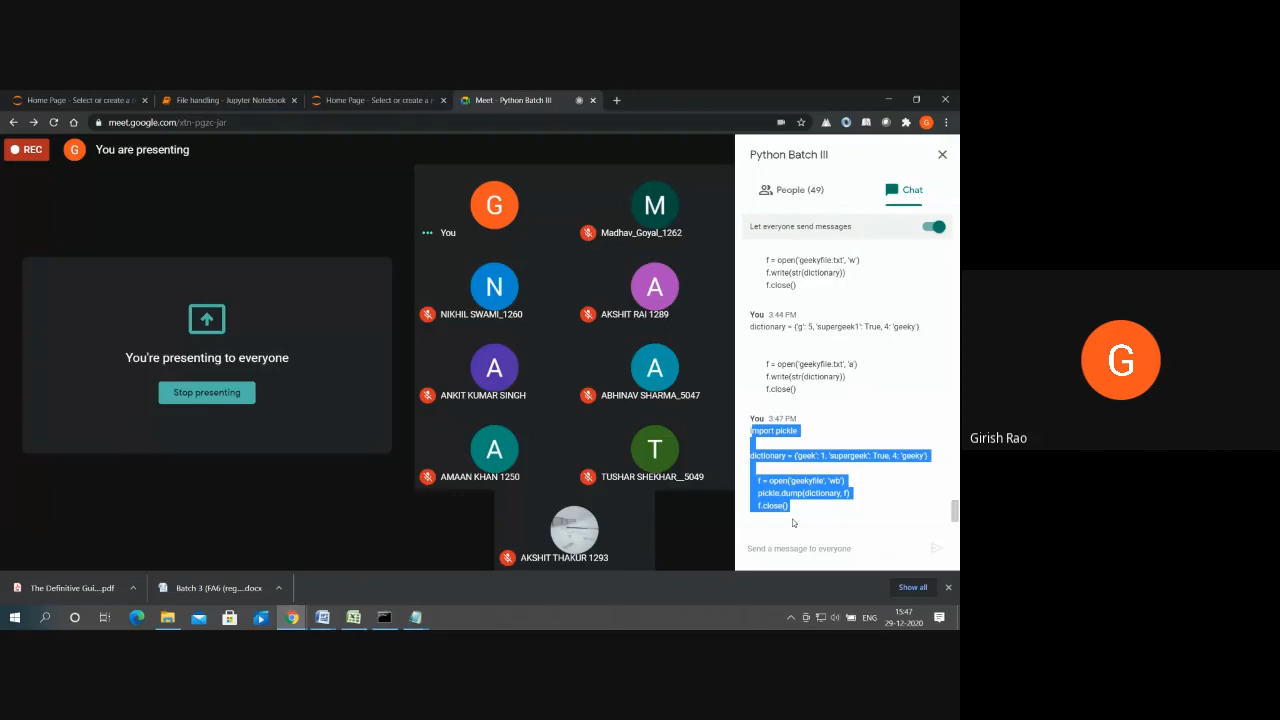 Home Page - Select or create a
File handling - Jupyter Notebook
Home Page - Select or create a
Meet - Python Batch III
meet.google.com/xtn-pgzc-jar
REC
G
You are presenting
You're presenting to everyone
Stop presenting
G
You
M
Madhav_Goyal_1262
N
NIKHIL SWAMI_1260
A
AKSHIT RAI 1289
A
ANKIT KUMAR SINGH
A
ABHINAV SHARMA_5047
A
AMAAN KHAN 1250
T
TUSHAR SHEKHAR__5049
AKSHIT THAKUR 1293
Python Batch III
People (49)
Chat
Let everyone send messages
f = open('geekyfile.txt', 'w')
f.write(str(dictionary))
f.close()
You 3:44 PM
dictionary = {'g': 5, 'supergeek1': True, 4: 'geeky'}
f = open('geekyfile.txt', 'a')
f.write(str(dictionary))
f.close()
You 3:47 PM
mport pickle
dictionary = {'geek': 1, 'supergeek': True, 4: 'geeky'}
f = open('geekyfile', 'wb')
pickle.dump(dictionary, f)
f.close()
Send a message to everyone
The Definitive Gui....pdf
Batch 3 (FA6 (reg....docx
Show all
ENG
15:47
29-12-2020
G
Girish Rao